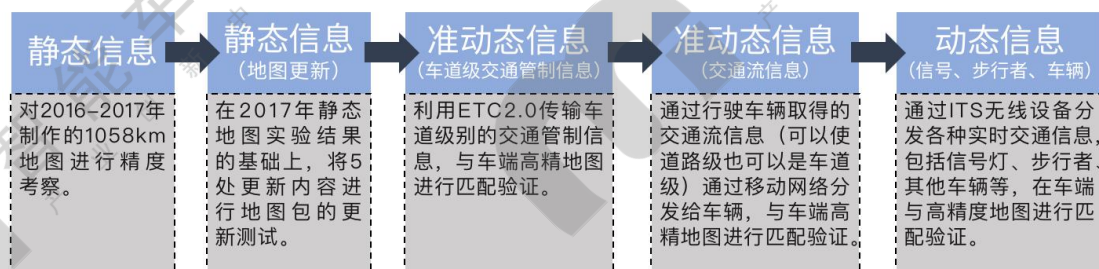 静态信息
对2016-2017年
制作的1058km
地图进行精度
考察。
静态信息
（地图更新）
在2017年静态
地图实验结果
的基础上，将5
处更新内容进
行地图包的更
新测试。
准动态信息
（车道级交通管制信息）
利用ETC2.0传输车
道级别的交通管制信
息，与车端高精地图
进行匹配验证。
准动态信息
（交通流信息）
通过行驶车辆取得的
交通流信息（可以使
道路级也可以是车道
级）通过移动网络分
发给车辆，与车端高
精地图进行匹配验证。
动态信息
（信号、步行者、车辆）
通过ITS无线设备分
发各种实时交通信息，
包括信号灯、步行者、
其他车辆等，在车端
与高精度地图进行匹
配验证。